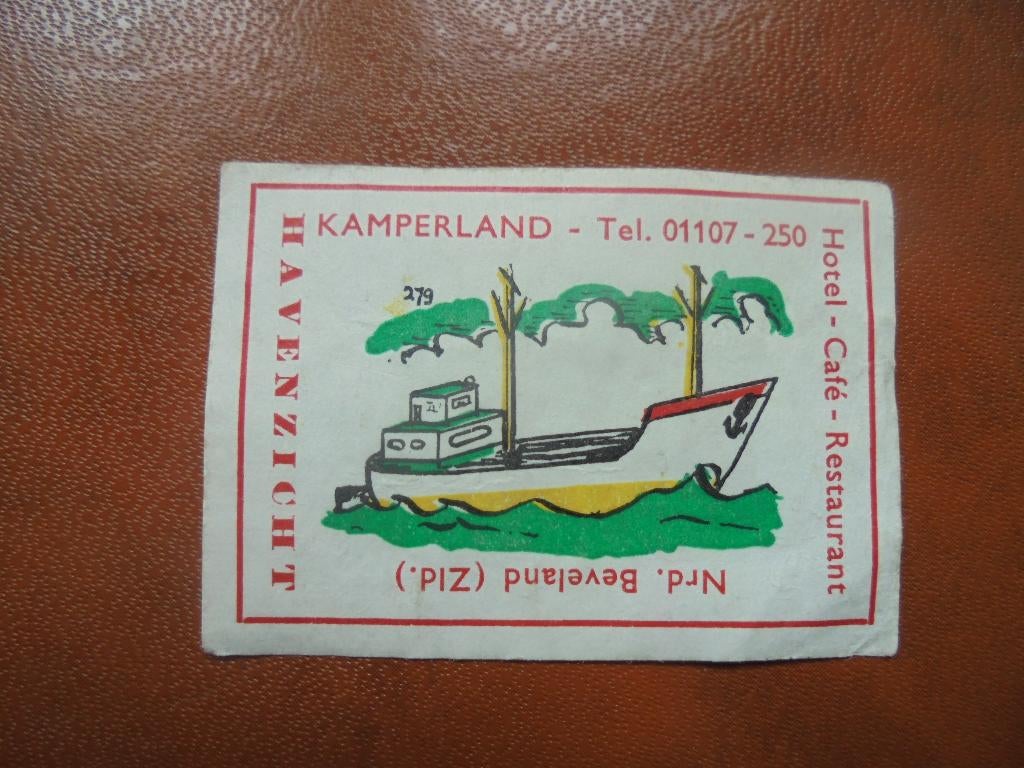 KAMPERLAND - Tel. 01107-250
Hotel - Café - Restaurant
Nrd. Beveland (Zld.)
HAVENZICHT
279